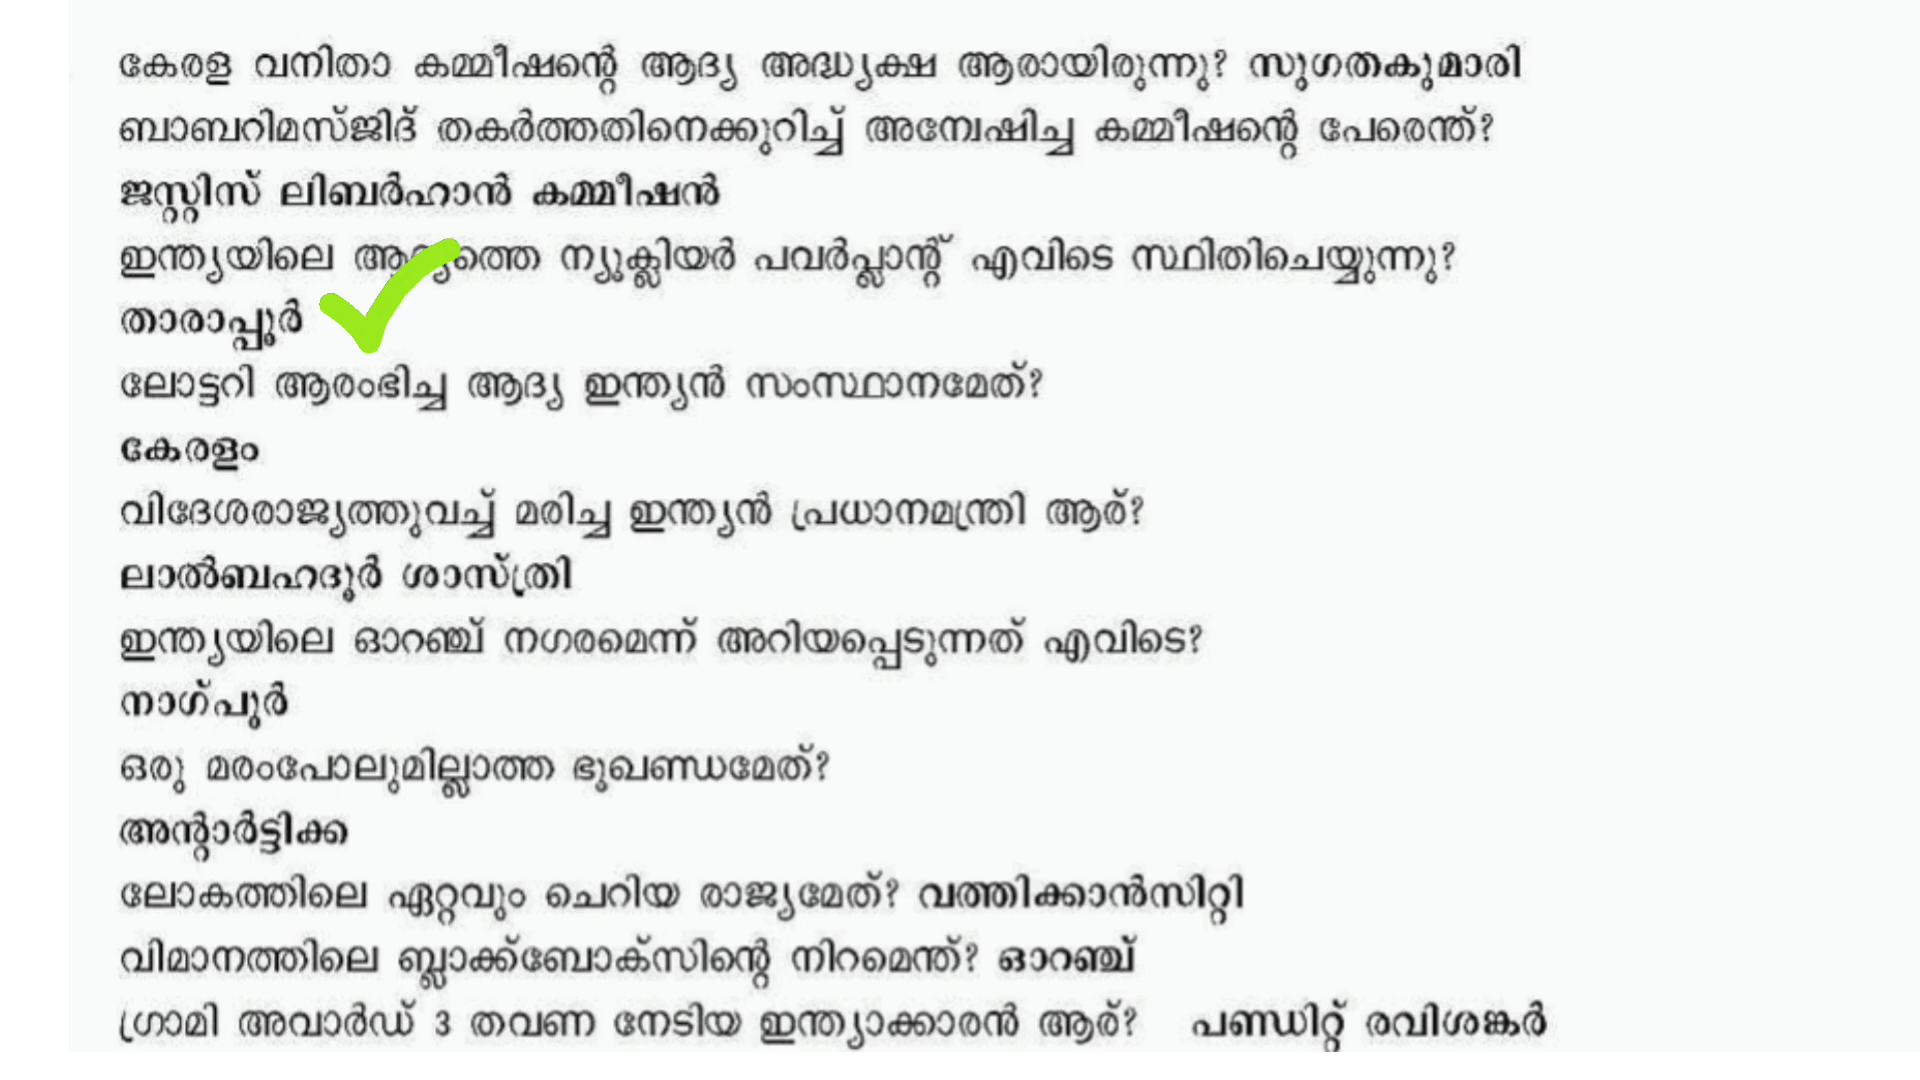 കേരള വനിതാ കമ്മീഷന്റെ ആദ്യ അദ്ധ്യക്ഷ ആരായിരുന്നു? സുഗതകുമാരി
ബാബറിമസ്ജിദ് തകർത്തതിനെക്കുറിച്ച് അന്വേഷിച്ച കമ്മീഷന്റെ പേരെന്ത്?
ജസ്റ്റിസ് ലിബർഹാൻ കമ്മീഷൻ
ഇന്ത്യയിലെ ആദ്യത്തെ ന്യൂക്ലിയർ പവർപ്ലാന്റ് എവിടെ സ്ഥിതിചെയ്യുന്നു?
താരാപ്പൂർ
ലോട്ടറി ആരംഭിച്ച ആദ്യ ഇന്ത്യൻ സംസ്ഥാനമേത്?
കേരളം
വിദേശരാജ്യത്തുവച്ച് മരിച്ച ഇന്ത്യൻ പ്രധാനമന്ത്രി ആര്?
ലാൽബഹദൂർ ശാസ്ത്രി
ഇന്ത്യയിലെ ഓറഞ്ച് നഗരമെന്ന് അറിയപ്പെടുന്നത് എവിടെ?
നാഗ്പൂർ
ഒരു മരംപോലുമില്ലാത്ത ഭൂഖണ്ഡമേത്?
അന്റാർട്ടിക്ക
ലോകത്തിലെ ഏറ്റവും ചെറിയ രാജ്യമേത്? വത്തിക്കാൻസിറ്റി
വിമാനത്തിലെ ബ്ലാക്ക്ബോക്സിന്റെ നിറമെന്ത്? ഓറഞ്ച്
ഗ്രാമി അവാർഡ് 3 തവണ നേടിയ ഇന്ത്യാക്കാരൻ ആര്? പണ്ഡിറ്റ് രവിശങ്കർ